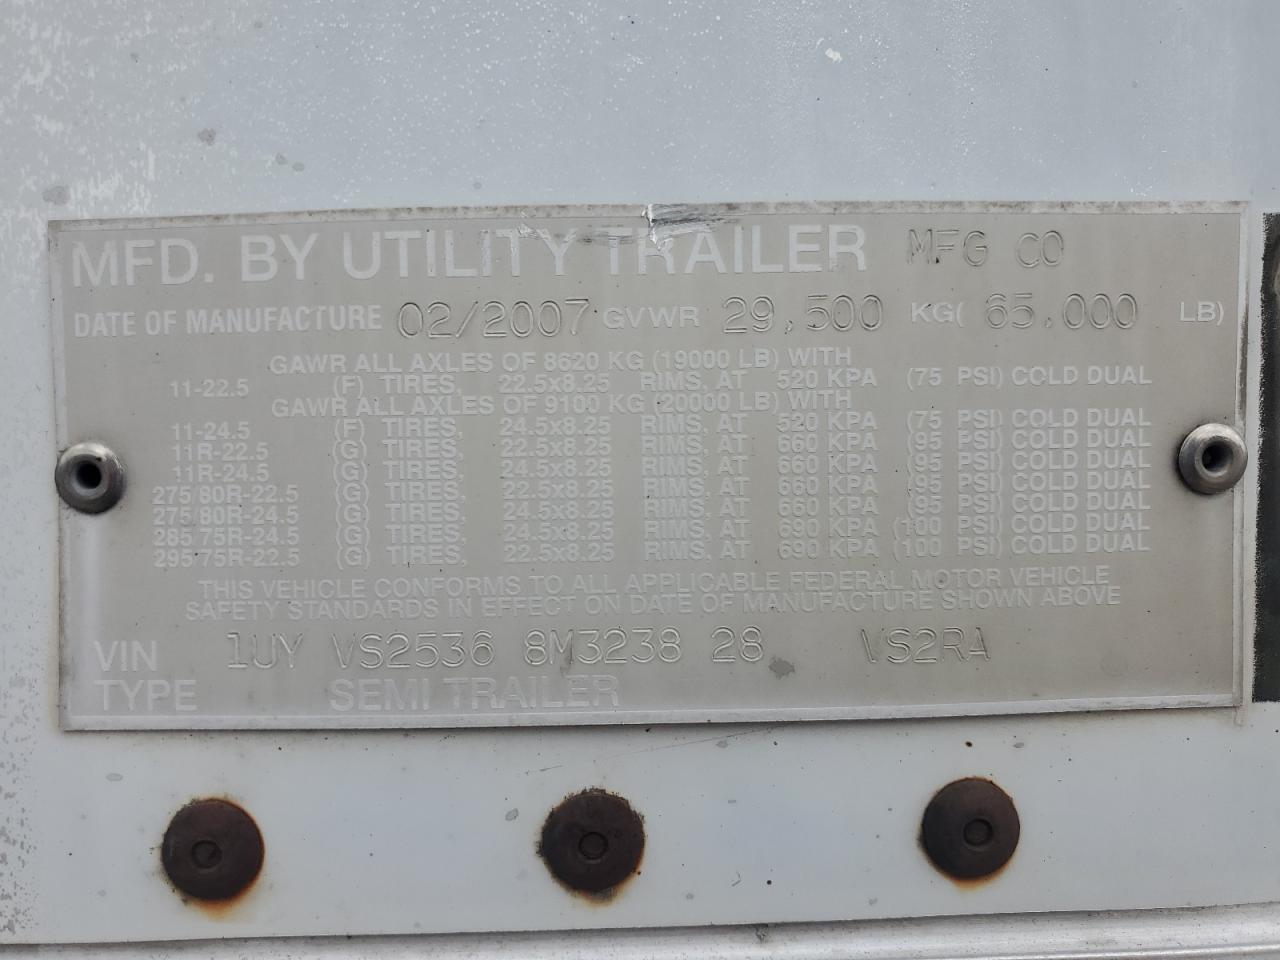 MFD. BY UTILITY TRAILER MFG CO
DATE OF MANUFACTURE 02/2007 GVWR 29,500 KG( 65,000 LB)
GAWR ALL AXLES OF 8620 KG (19000 LB) WITH
11-22.5 (F) TIRES, 22.5x8.25 RIMS, AT 520 KPA (75 PSI) COLD DUAL
GAWR ALL AXLES OF 9100 KG (20000 LB) WITH
11-24.5 (F) TIRES, 24.5x8.25 RIMS, AT 520 KPA (75 PSI) COLD DUAL
11R-22.5 (G) TIRES, 22.5x8.25 RIMS, AT 660 KPA (95 PSI) COLD DUAL
11R-24.5 (G) TIRES, 24.5x8.25 RIMS, AT 660 KPA (95 PSI) COLD DUAL
275/80R-22.5 (G) TIRES, 22.5x8.25 RIMS, AT 660 KPA (95 PSI) COLD DUAL
275/80R-24.5 (G) TIRES, 24.5x8.25 RIMS, AT 660 KPA (95 PSI) COLD DUAL
285/75R-24.5 (G) TIRES, 24.5x8.25 RIMS, AT 690 KPA (100 PSI) COLD DUAL
295/75R-22.5 (G) TIRES, 22.5x8.25 RIMS, AT 690 KPA (100 PSI) COLD DUAL
THIS VEHICLE CONFORMS TO ALL APPLICABLE FEDERAL MOTOR VEHICLE
SAFETY STANDARDS IN EFFECT ON DATE OF MANUFACTURE SHOWN ABOVE
VIN 1UY VS2536 8M3238 28 VS2RA
TYPE SEMI TRAILER